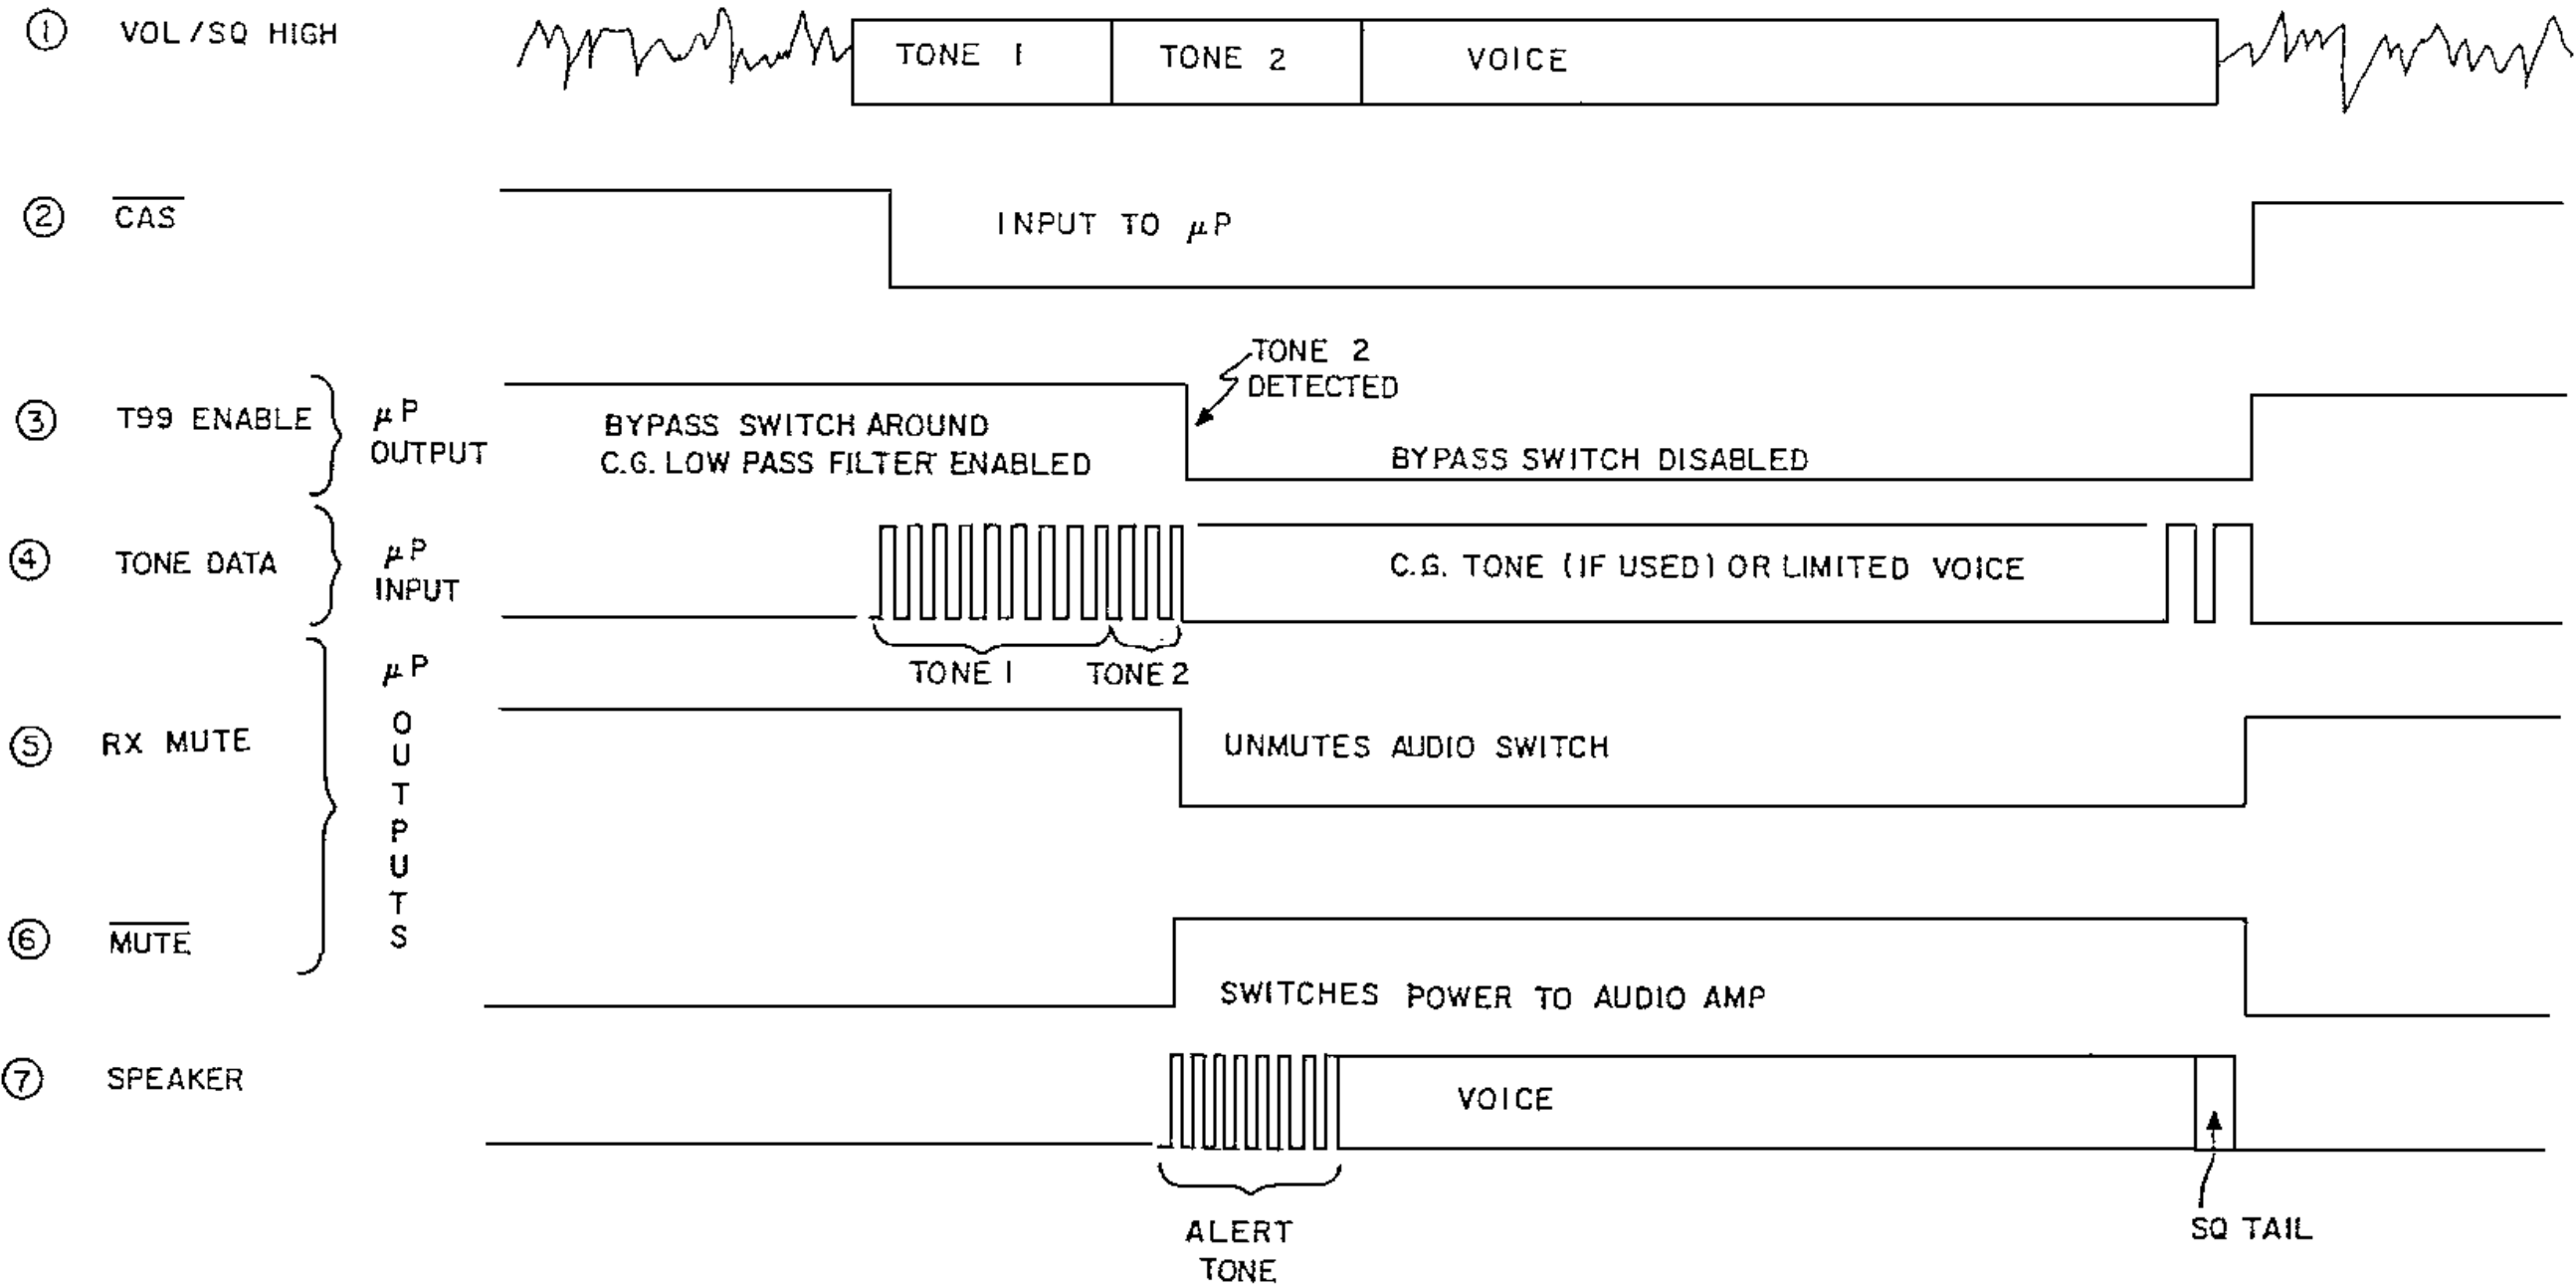 ① VOL/SQ HIGH
TONE 1
TONE 2
VOICE
② CAS
INPUT TO μP
③ T99 ENABLE
μP
OUTPUT
BYPASS SWITCH AROUND
C.G. LOW PASS FILTER ENABLED
TONE 2
DETECTED
BYPASS SWITCH DISABLED
④ TONE DATA
μP
INPUT
TONE 1
TONE 2
C.G. TONE (IF USED) OR LIMITED VOICE
μP
OUTPUTS
⑤ RX MUTE
UNMUTES AUDIO SWITCH
⑥ MUTE
SWITCHES POWER TO AUDIO AMP
⑦ SPEAKER
VOICE
ALERT
TONE
SQ TAIL